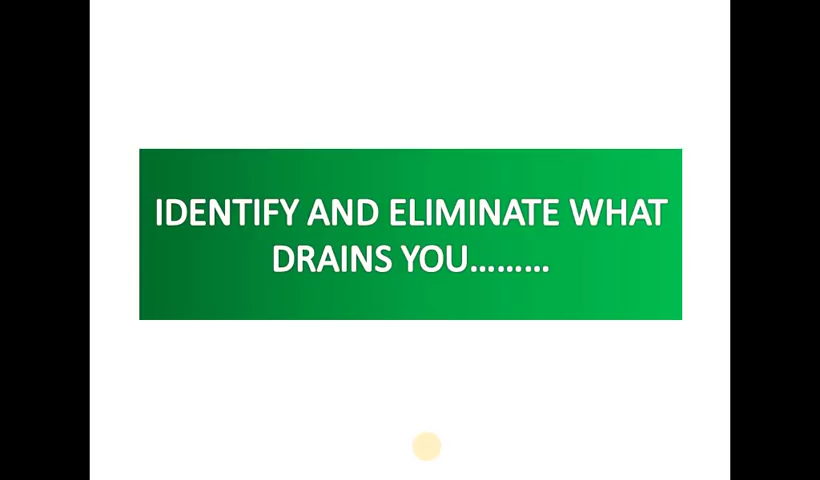 IDENTIFY AND ELIMINATE WHAT
DRAINS YOU.........